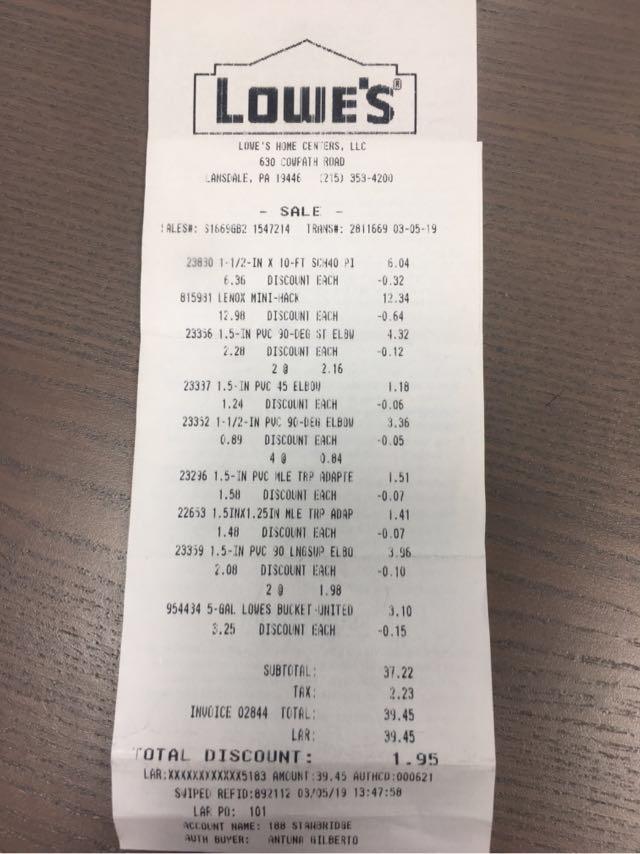 LOWE'S®
LOWE'S HOME CENTERS, LLC
630 COWPATH ROAD
LANSDALE, PA 19446 (215) 353-4200
- SALE -
SALES#: S1669GB2 1547214 TRANS#: 2811669 03-05-19
23830 1-1/2-IN X 10-FT SCH40 PI 6.04
6.36 DISCOUNT EACH -0.32
815981 LENOX MINI-HACK 12.34
12.98 DISCOUNT EACH -0.64
23356 1.5-IN PVC 90-DEG ST ELBW 4.32
2.28 DISCOUNT EACH -0.12
2 @ 2.16
23337 1.5-IN PVC 45 ELBOW 1.18
1.24 DISCOUNT EACH -0.06
23352 1-1/2-IN PVC 90-DEG ELBOW 3.36
0.89 DISCOUNT EACH -0.05
4 @ 0.84
23296 1.5-IN PVC MLE TRP ADAPTE 1.51
1.58 DISCOUNT EACH -0.07
22653 1.5INX1.25IN MLE TRP ADAP 1.41
1.48 DISCOUNT EACH -0.07
23359 1.5-IN PVC 90 LNGSWP ELBO 3.96
2.08 DISCOUNT EACH -0.10
2 @ 1.98
954434 5-GAL LOWES BUCKET-UNITED 3.10
3.25 DISCOUNT EACH -0.15
SUBTOTAL: 37.22
TAX: 2.23
INVOICE 02844 TOTAL: 39.45
LAR: 39.45
TOTAL DISCOUNT: 1.95
LAR:XXXXXXXXXXXX5183 AMOUNT:39.45 AUTHCD:000621
SWIPED REFID:892112 03/05/19 13:47:58
LAR PO: 101
ACCOUNT NAME: 188 STANBRIDGE
AUTH BUYER: ANTUNA GILBERTO